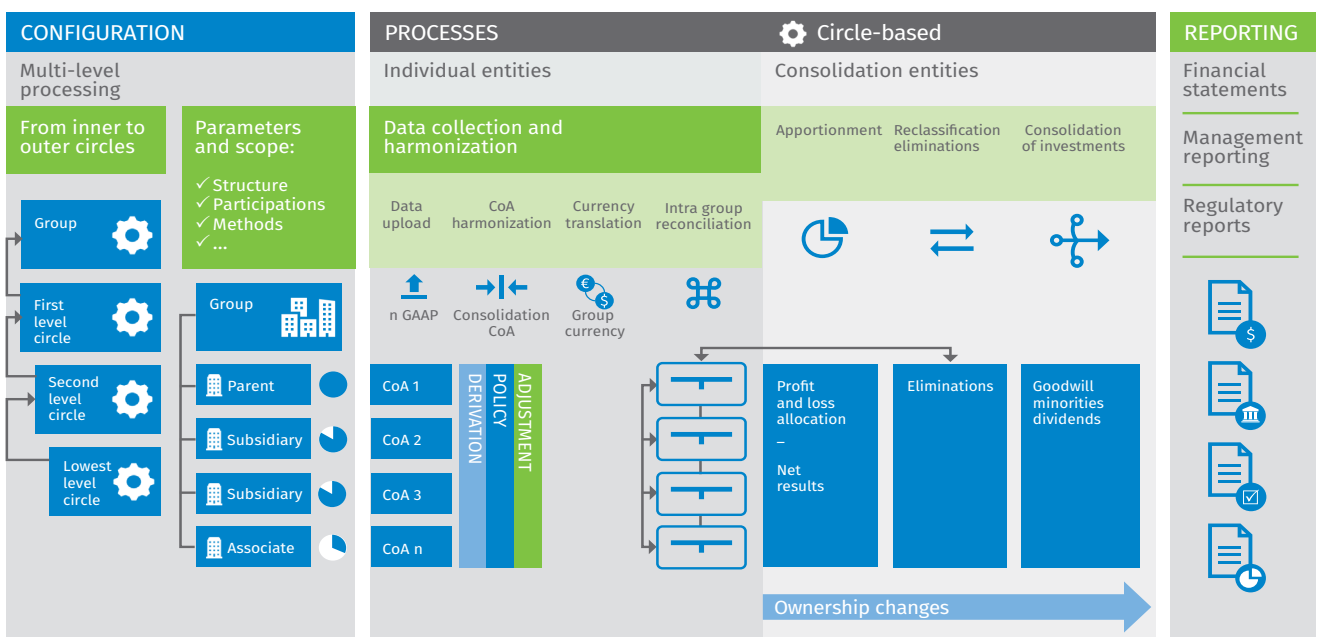 CONFIGURATION
Multi-level
processing
From inner to
outer circles
Group
First
level
circle
Second
level
circle
Lowest
level
circle
Parameters
and scope:
✓ Structure
✓ Participations
✓ Methods
✓ ...
Group
Parent
Subsidiary
Subsidiary
Associate
PROCESSES
Circle-based
Individual entities
Data collection and
harmonization
Data
upload
CoA
harmonization
Currency
translation
Intra group
reconciliation
n GAAP
Consolidation
CoA
€
$
Group
currency
CoA 1
CoA 2
CoA 3
CoA n
DERIVATION
POLICY
ADJUSTMENT
Consolidation entities
Apportionment
Reclassification
eliminations
Consolidation
of investments
Profit
and loss
allocation
–
Net
results
Eliminations
Goodwill
minorities
dividends
Ownership changes
REPORTING
Financial
statements
Management
reporting
Regulatory
reports
$